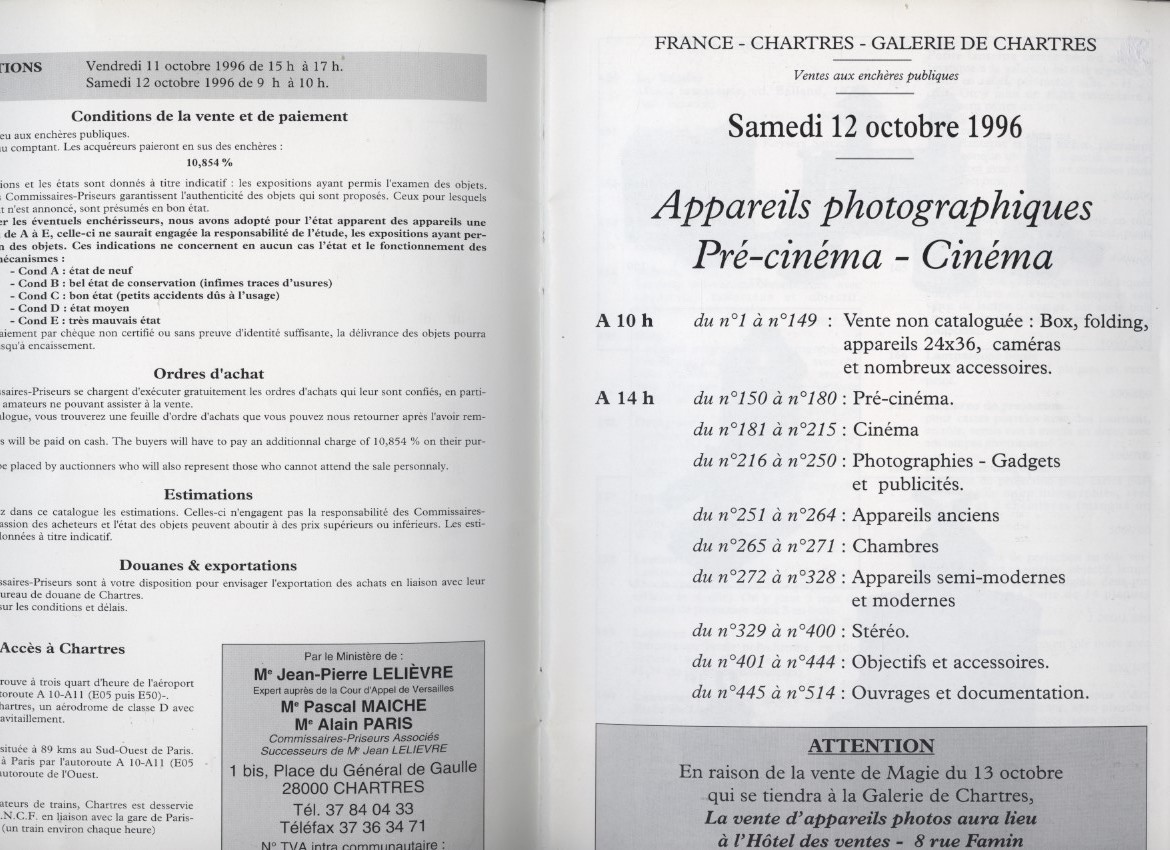 TIONS Vendredi 11 octobre 1996 de 15 h à 17 h.
Samedi 12 octobre 1996 de 9 h à 10 h.
Conditions de la vente et de paiement
eu aux enchères publiques.
au comptant. Les acquéreurs paieront en sus des enchères :
10,854 %
ions et les états sont donnés à titre indicatif : les expositions ayant permis l'examen des objets.
Commissaires-Priseurs garantissent l'authenticité des objets qui sont proposés. Ceux pour lesquels
t n'est annoncé, sont présumés en bon état.
er les éventuels enchérisseurs, nous avons adopté pour l'état apparent des appareils une
de A à E, celle-ci ne saurait engagée la responsabilité de l'étude, les expositions ayant per-
n des objets. Ces indications ne concernent en aucun cas l'état et le fonctionnement des
mécanismes :
- Cond A : état de neuf
- Cond B : bel état de conservation (infimes traces d'usures)
- Cond C : bon état (petits accidents dûs à l'usage)
- Cond D : état moyen
- Cond E : très mauvais état
aiement par chèque non certifié ou sans preuve d'identité suffisante, la délivrance des objets pourra
squ'à encaissement.
Ordres d'achat
ssaires-Priseurs se chargent d'exécuter gratuitement les ordres d'achats qui leur sont confiés, en parti-
amateurs ne pouvant assister à la vente.
alogue, vous trouverez une feuille d'ordre d'achats que vous pouvez nous retourner après l'avoir rem-
s will be paid on cash. The buyers will have to pay an additionnal charge of 10,854 % on their pur-
be placed by auctionners who will also represent those who cannot attend the sale personnaly.
Estimations
z dans ce catalogue les estimations. Celles-ci n'engagent pas la responsabilité des Commissaires-
assion des acheteurs et l'état des objets peuvent aboutir à des prix supérieurs ou inférieurs. Les esti-
données à titre indicatif.
Douanes & exportations
ssaires-Priseurs sont à votre disposition pour envisager l'exportation des achats en liaison avec leur
ureau de douane de Chartres.
sur les conditions et délais.
Accès à Chartres
rouve à trois quart d'heure de l'aéroport
toroute A 10-A11 (E05 puis E50)-.
hartres, un aérodrome de classe D avec
avitaillement.
située à 89 kms au Sud-Ouest de Paris.
à Paris par l'autoroute A 10-A11 (E05
utoroute de l'Ouest.
ateurs de trains, Chartres est desservie
.N.C.F. en liaison avec la gare de Paris-
(un train environ chaque heure)
Par le Ministère de :
Me Jean-Pierre LELIÈVRE
Expert auprès de la Cour d'Appel de Versailles
Me Pascal MAICHE
Me Alain PARIS
Commissaires-Priseurs Associés
Successeurs de Me Jean LELIEVRE
1 bis, Place du Général de Gaulle
28000 CHARTRES
Tél. 37 84 04 33
Téléfax 37 36 34 71
N° TVA intra communautaire :
FRANCE - CHARTRES - GALERIE DE CHARTRES
Ventes aux enchères publiques
Samedi 12 octobre 1996
Appareils photographiques
Pré-cinéma - Cinéma
A 10 h du n°1 à n°149 : Vente non cataloguée : Box, folding,
appareils 24x36, caméras
et nombreux accessoires.
A 14 h du n°150 à n°180 : Pré-cinéma.
du n°181 à n°215 : Cinéma
du n°216 à n°250 : Photographies - Gadgets
et publicités.
du n°251 à n°264 : Appareils anciens
du n°265 à n°271 : Chambres
du n°272 à n°328 : Appareils semi-modernes
et modernes
du n°329 à n°400 : Stéréo.
du n°401 à n°444 : Objectifs et accessoires.
du n°445 à n°514 : Ouvrages et documentation.
ATTENTION
En raison de la vente de Magie du 13 octobre
qui se tiendra à la Galerie de Chartres,
La vente d'appareils photos aura lieu
à l'Hôtel des ventes - 8 rue Famin